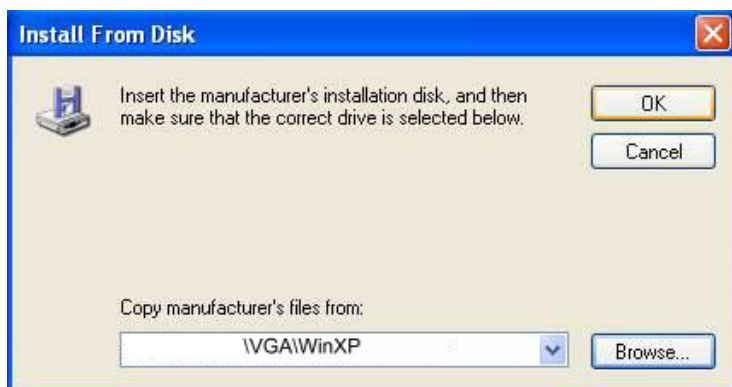 Install From Disk
Insert the manufacturer's installation disk, and then
make sure that the correct drive is selected below.
OK
Cancel
Copy manufacturer's files from:
\VGA\WinXP
Browse...